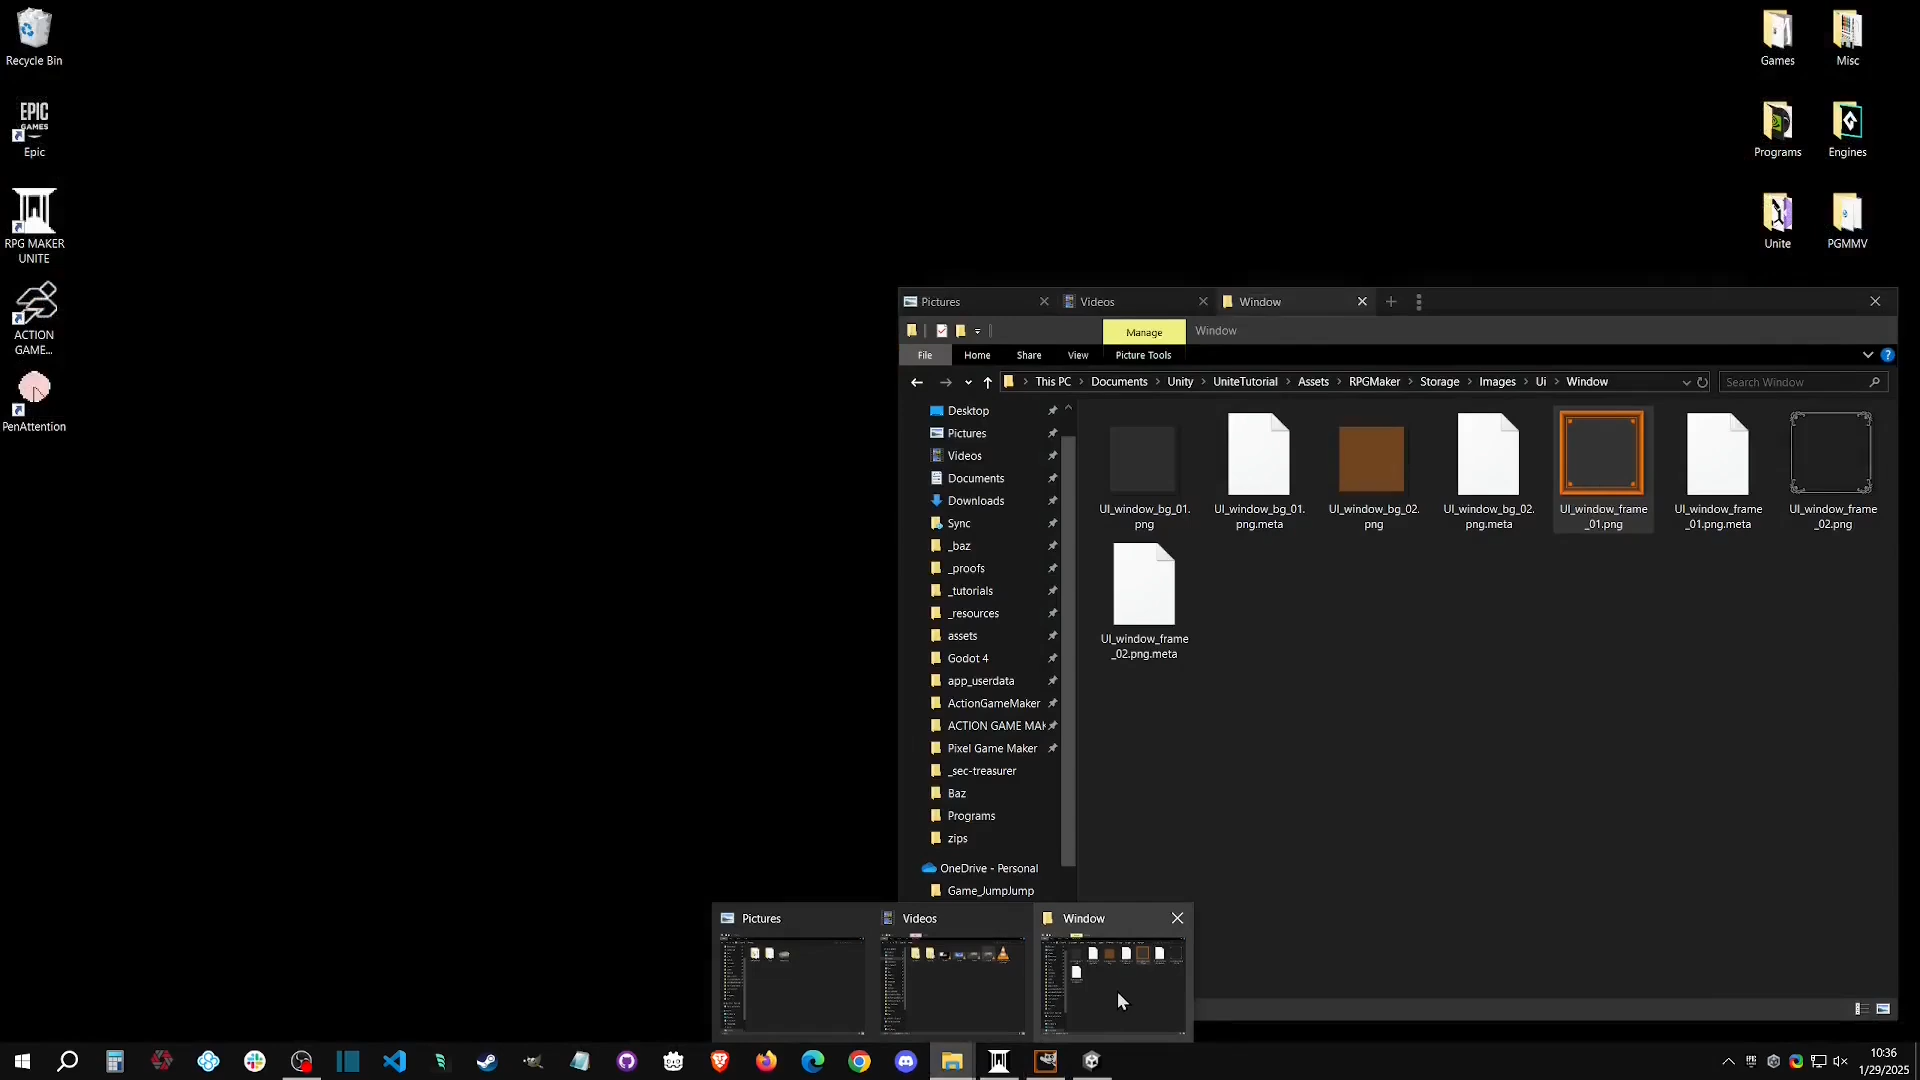 Recycle Bin
EPIC
GAMES
Epic
RPG MAKER
UNITE
ACTION
GAME...
PenAttention
Games
Misc
Programs
Engines
Unite
PGMMV
Pictures
Videos
Window
Manage
Window
File
Home
Share
View
Picture Tools
This PC
Documents
Unity
UniteTutorial
Assets
RPGMaker
Storage
Images
Ui
Window
Search Window
Desktop
Pictures
Videos
Documents
Downloads
Sync
_baz
_proofs
_tutorials
_resources
assets
Godot 4
app_userdata
ActionGameMaker
ACTION GAME MAK
Pixel Game Maker
_sec-treasurer
Baz
Programs
zips
OneDrive - Personal
Game_JumpJump
UI_window_bg_01.
png
UI_window_bg_01.
png.meta
UI_window_bg_02.
png
UI_window_bg_02.
png.meta
UI_window_frame
_01.png
UI_window_frame
_01.png.meta
UI_window_frame
_02.png
UI_window_frame
_02.png.meta
Pictures
Videos
Window
10:36
1/29/2025